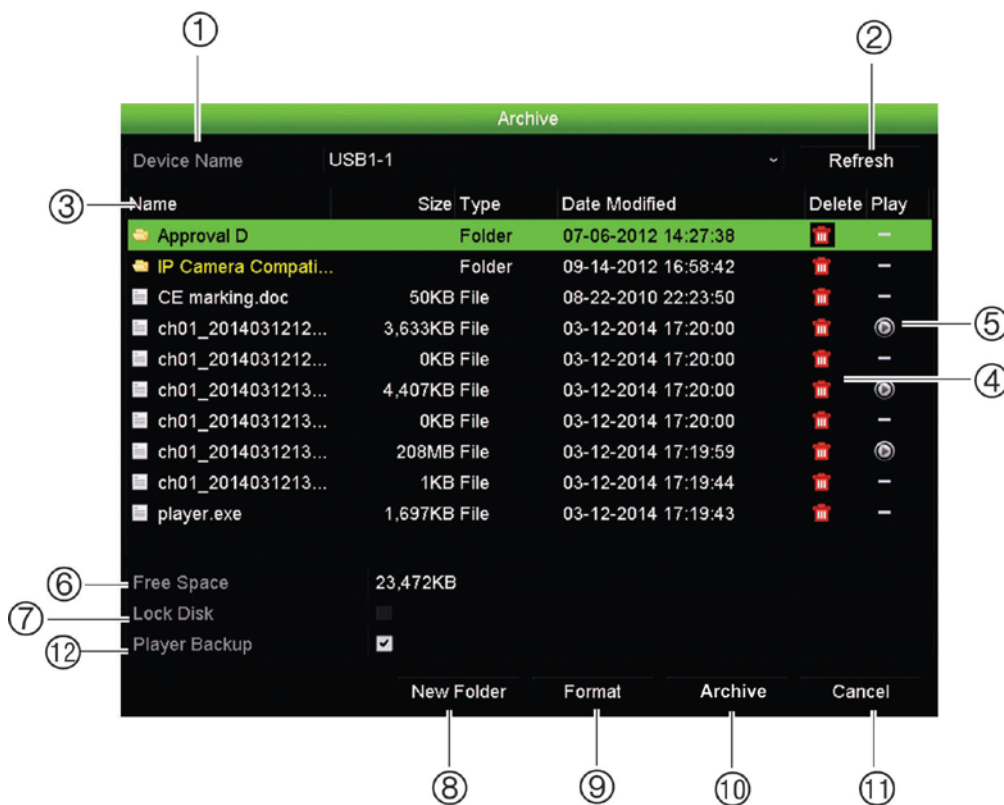 ①
②
Archive
Device Name USB1-1 Refresh
③ Name Size Type Date Modified Delete Play
Approval D Folder 07-06-2012 14:27:38 –
IP Camera Compati... Folder 09-14-2012 16:58:42 –
CE marking.doc 50KB File 08-22-2010 22:23:50 –
ch01_2014031212... 3,633KB File 03-12-2014 17:20:00 ⑤
ch01_2014031212... 0KB File 03-12-2014 17:20:00 –
④
ch01_2014031213... 4,407KB File 03-12-2014 17:20:00
ch01_2014031213... 0KB File 03-12-2014 17:20:00 –
ch01_2014031213... 208MB File 03-12-2014 17:19:59
ch01_2014031213... 1KB File 03-12-2014 17:19:44 –
player.exe 1,697KB File 03-12-2014 17:19:43 –
⑥ Free Space 23,472KB
⑦ Lock Disk
⑫ Player Backup
New Folder Format Archive Cancel
⑧ ⑨ ⑩ ⑪